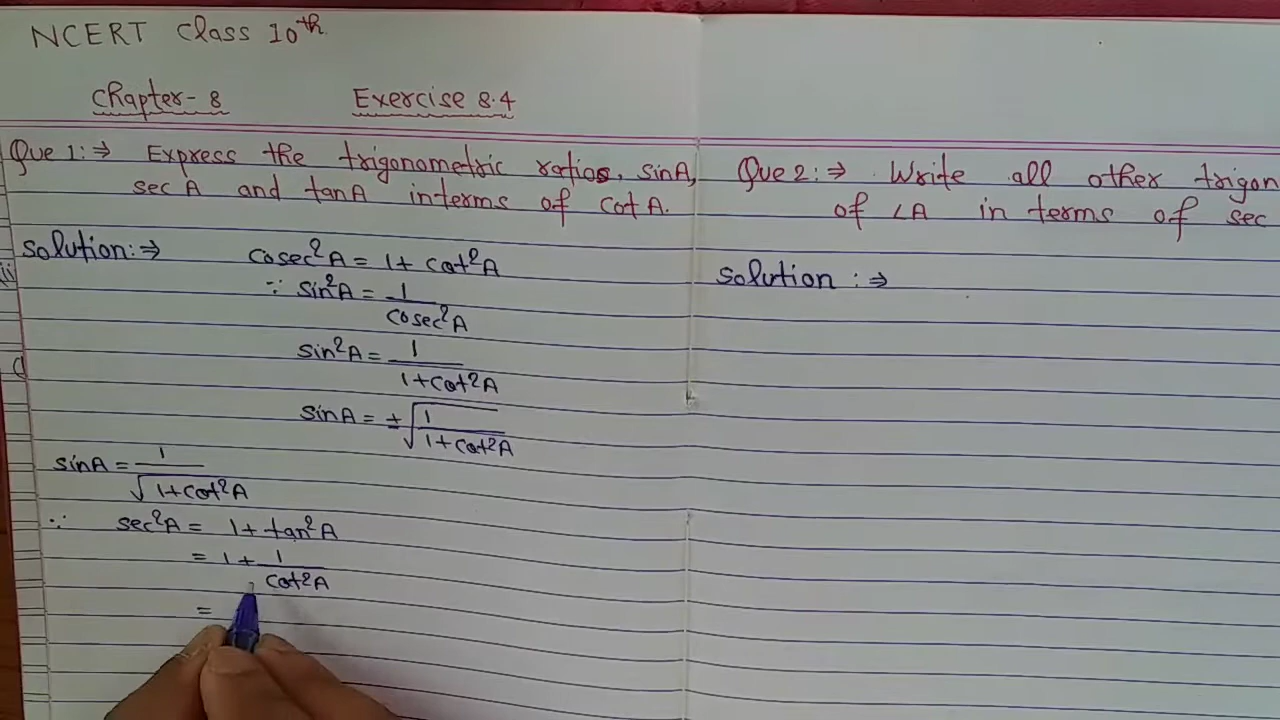 NCERT Class 10th
Chapter-8 Exercise 8.4
Que 1:⇒ Express the trigonometric ratios, sinA,
sec A and tanA interms of cot A.
Solution:⇒ cosec²A = 1 + cot²A
∵ sin²A = 1/cosec²A
sin²A = 1/1+cot²A
sinA = ±√1/1+cot²A
sinA = 1/√1+cot²A
∵ sec²A = 1 + tan²A
= 1 + 1/cot²A
=
Que 2:⇒ Write all other trigon
of ∠A in terms of sec
Solution :⇒